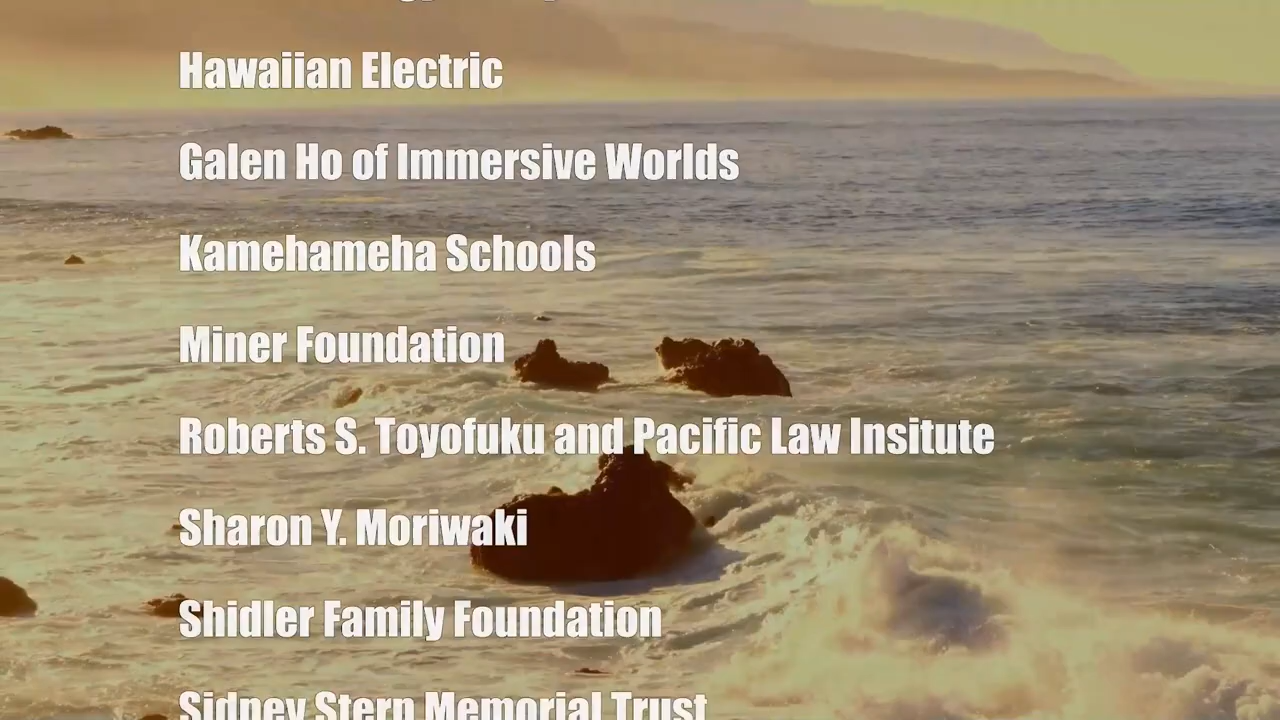 Hawaiian Electric
Galen Ho of Immersive Worlds
Kamehameha Schools
Miner Foundation
Roberts S. Toyofuku and Pacific Law Insitute
Sharon Y. Moriwaki
Shidler Family Foundation
Sidney Stern Memorial Trust